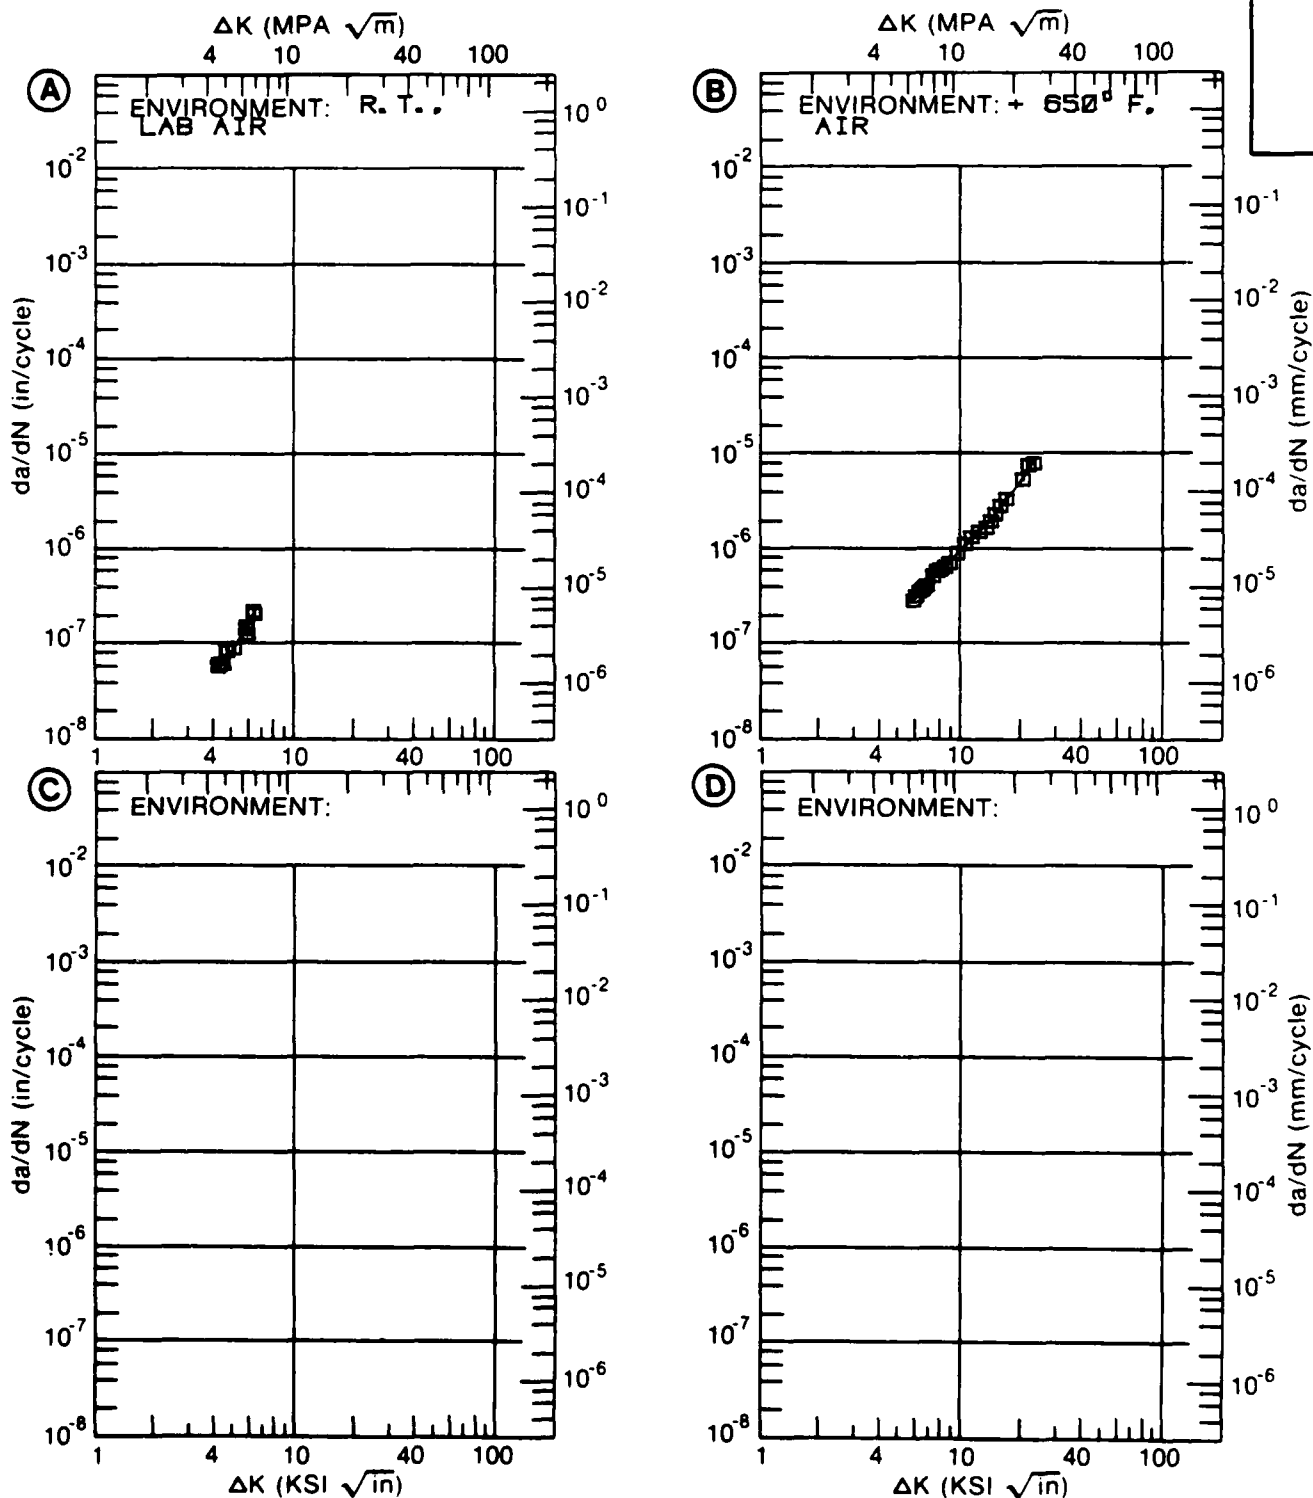 ΔK (MPA √m)
4 10 40 100
A
ENVIRONMENT: R.T.,
LAB AIR
10^0
10^-1
10^-2
10^-3
10^-4
10^-5
10^-6
10^-2
10^-3
10^-4
10^-5
10^-6
10^-7
10^-8
da/dN (in/cycle)
1 4 10 40 100
ΔK (MPA √m)
4 10 40 100
B
ENVIRONMENT: + 650° F.
AIR
10^-2
10^-3
10^-4
10^-5
10^-6
10^-7
10^-8
10^-1
10^-2
10^-3
10^-4
10^-5
10^-6
da/dN (mm/cycle)
1 4 10 40 100
C
ENVIRONMENT:
10^-2
10^-3
10^-4
10^-5
10^-6
10^-7
10^-8
da/dN (in/cycle)
10^0
10^-1
10^-2
10^-3
10^-4
10^-5
10^-6
1 4 10 40 100
ΔK (KSI √in)
D
ENVIRONMENT:
10^-2
10^-3
10^-4
10^-5
10^-6
10^-7
10^-8
10^0
10^-1
10^-2
10^-3
10^-4
10^-5
10^-6
da/dN (mm/cycle)
1 4 10 40 100
ΔK (KSI √in)